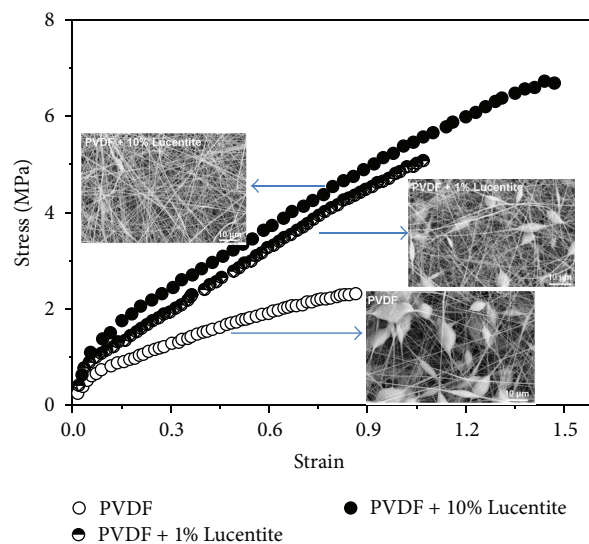 8
6
4
2
0
Stress (MPa)
PVDF + 10% Lucentite
10 μm
PVDF + 1% Lucentite
10 μm
PVDF
10 μm
0.0 0.3 0.6 0.9 1.2 1.5
Strain
PVDF
PVDF + 10% Lucentite
PVDF + 1% Lucentite